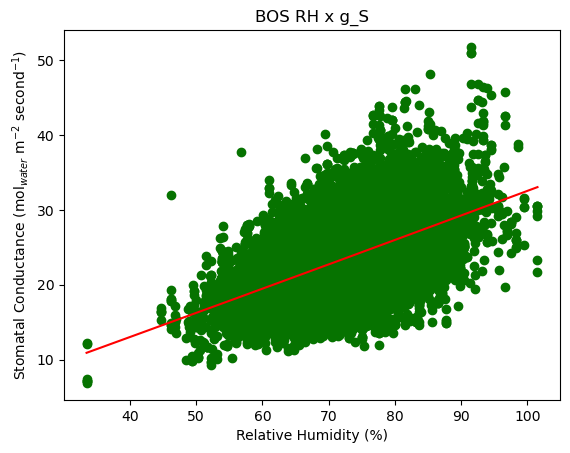 BOS RH x g_S
Stomatal Conductance (mol_water m⁻² second⁻¹)
50
40
30
20
10
40 50 60 70 80 90 100
Relative Humidity (%)